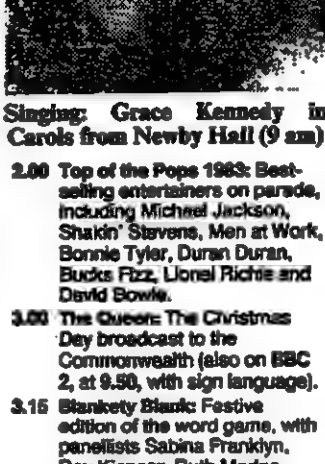 Singing: Grace Kennedy in
Carols from Newby Hall (9 am)
2.00 Top of the Pops 1983: Best-
selling entertainers on parade,
including Michael Jackson,
Shakin' Stevens, Men at Work,
Bonnie Tyler, Duran Duran,
Bucks Fizz, Lionel Richie and
David Bowie.
3.00 The Queen: The Christmas
Day broadcast to the
Commonwealth (also on BBC
2, at 9.50, with sign language).
3.15 Blankety Blank: Festive
edition of the word game, with
panellists Sabina Franklyn,